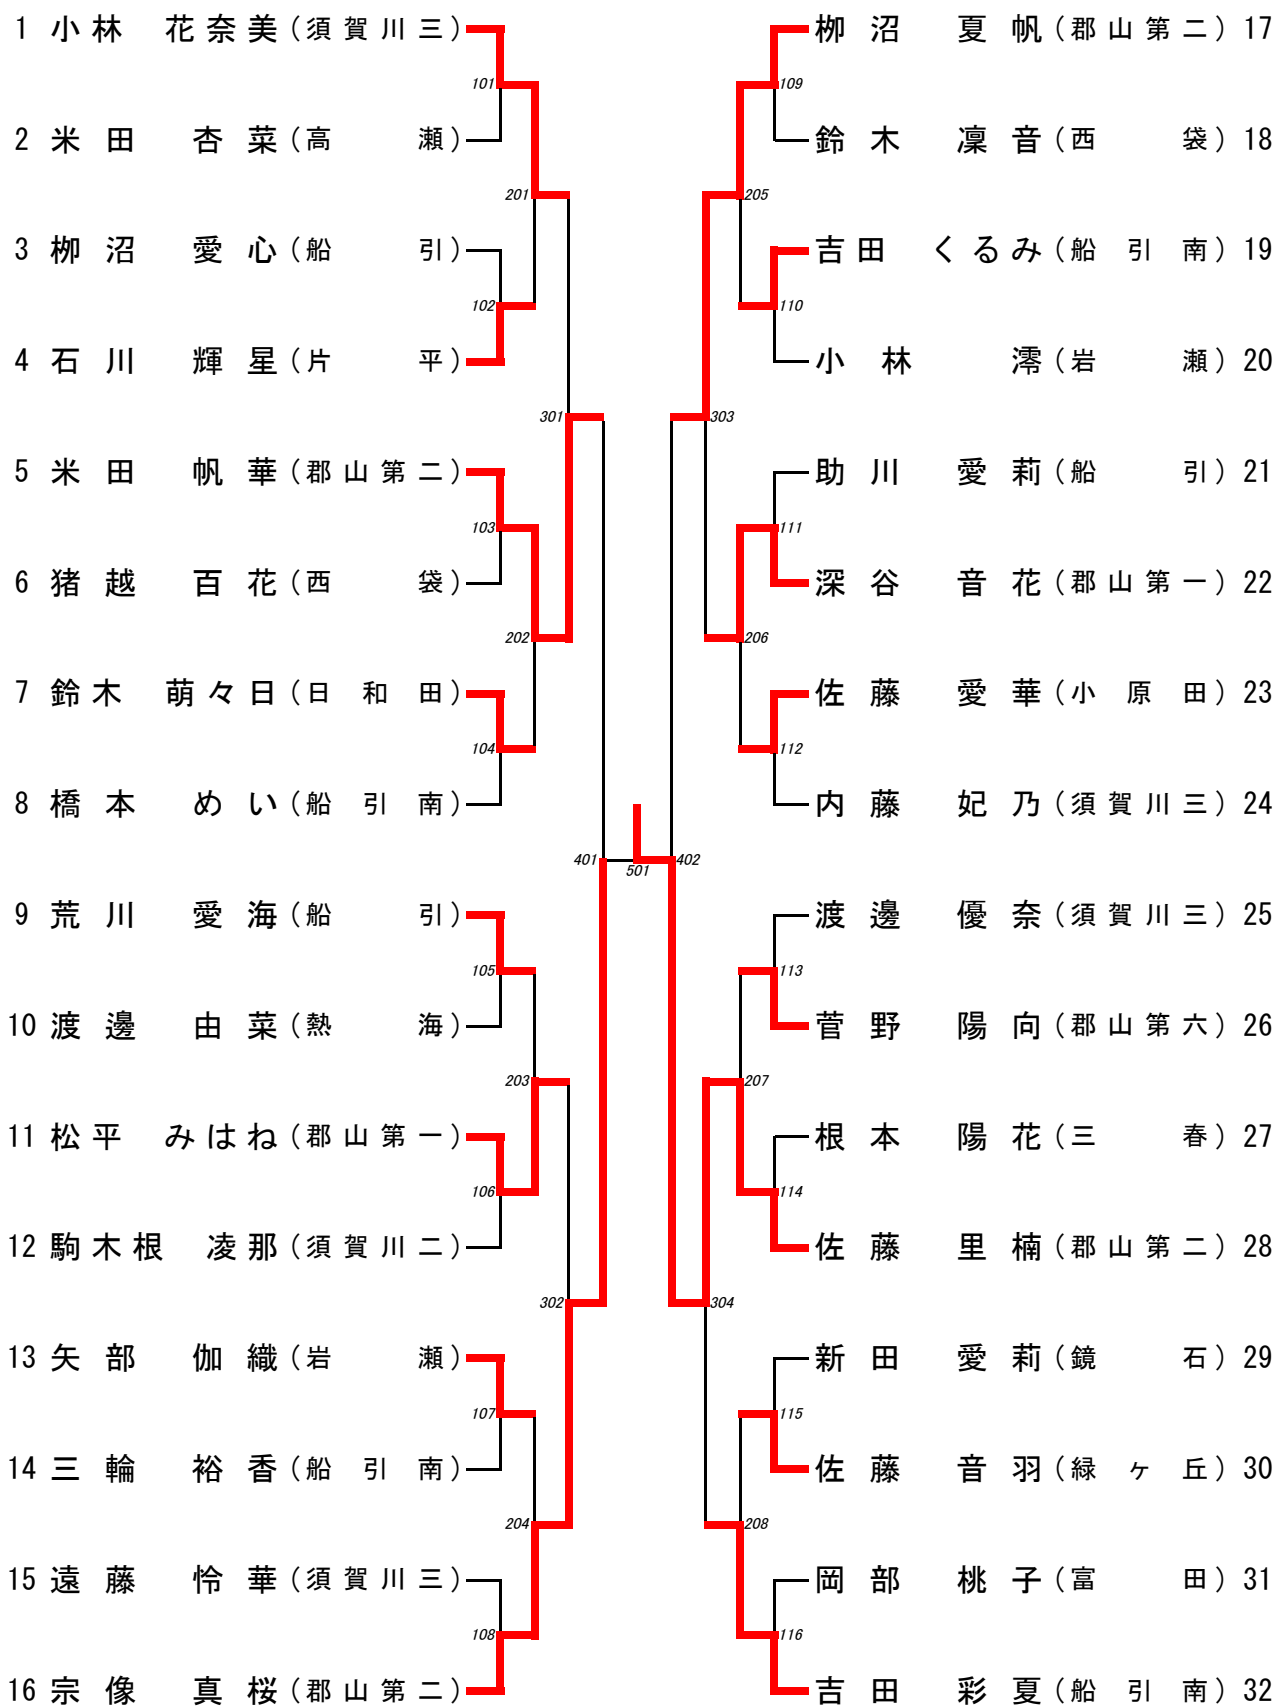 1 小林 花奈美 (須賀川三)
101
2 米田 杏菜 (高瀬)
201
3 栁沼 愛心 (船引)
102
4 石川 輝星 (片平)
301
5 米田 帆華 (郡山第二)
103
6 猪越 百花 (西袋)
202
7 鈴木 萌々日 (日和田)
104
8 橋本 めい (船引南)
401
9 荒川 愛海 (船引)
105
10 渡邊 由菜 (熱海)
203
11 松平 みはね (郡山第一)
106
12 駒木根 凌那 (須賀川二)
302
13 矢部 伽織 (岩瀬)
107
14 三輪 裕香 (船引南)
204
15 遠藤 怜華 (須賀川三)
108
16 宗像 真桜 (郡山第二)
501
栁沼 夏帆 (郡山第二) 17
109
鈴木 凜音 (西袋) 18
205
吉田 くるみ (船引南) 19
110
小林 澪 (岩瀬) 20
303
助川 愛莉 (船引) 21
111
深谷 音花 (郡山第一) 22
206
佐藤 愛華 (小原田) 23
112
内藤 妃乃 (須賀川三) 24
402
渡邊 優奈 (須賀川三) 25
113
菅野 陽向 (郡山第六) 26
207
根本 陽花 (三春) 27
114
佐藤 里楠 (郡山第二) 28
304
新田 愛莉 (鏡石) 29
115
佐藤 音羽 (緑ヶ丘) 30
208
岡部 桃子 (富田) 31
116
吉田 彩夏 (船引南) 32